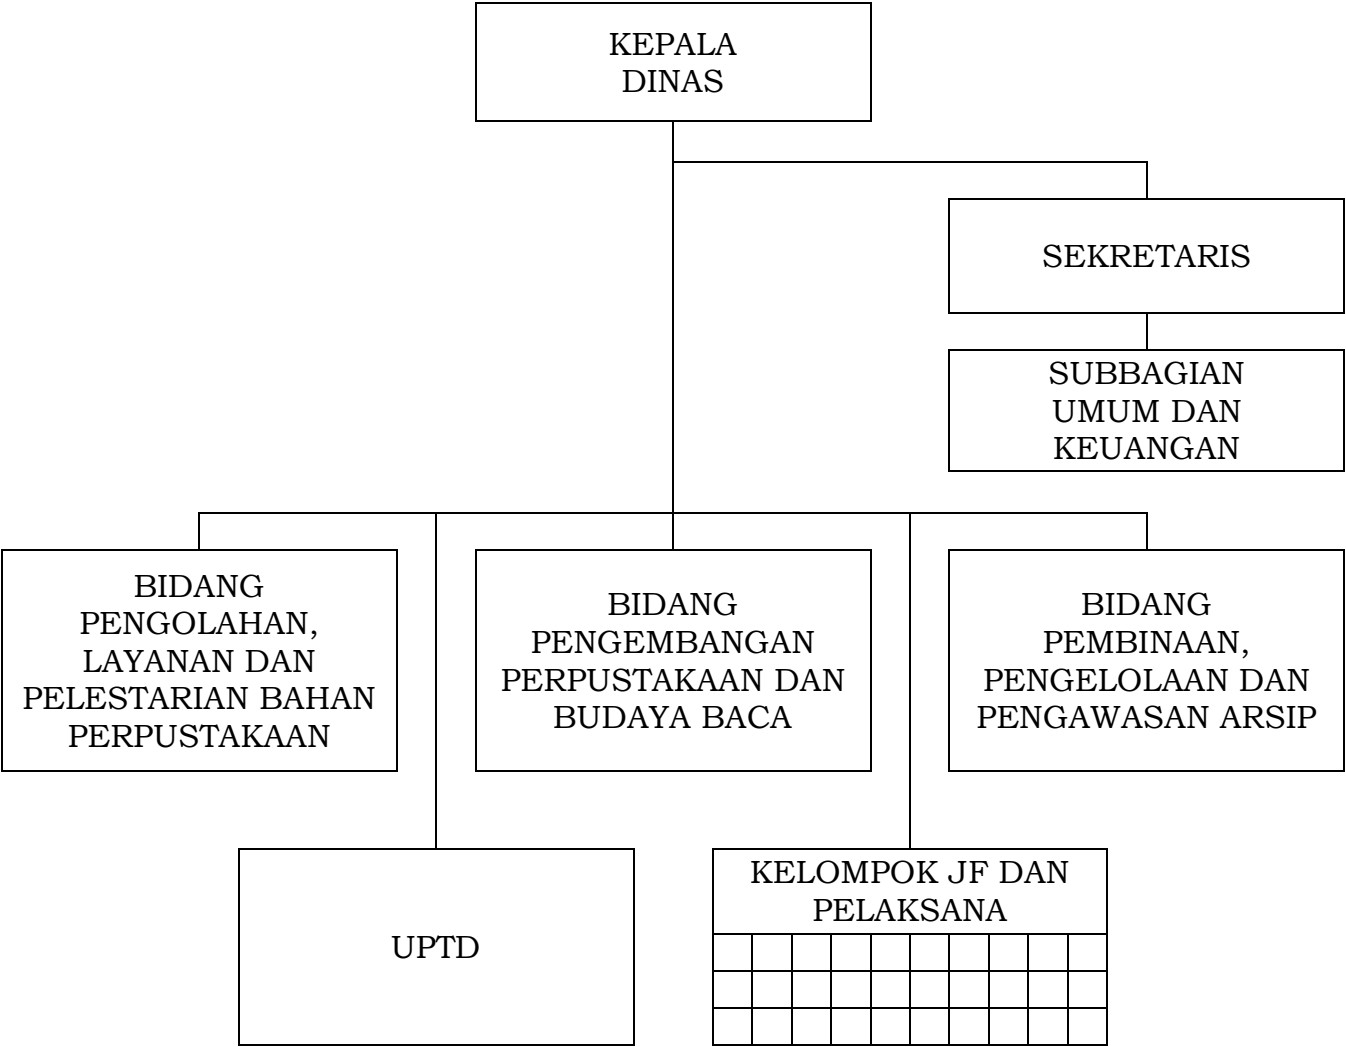 KEPALA
DINAS
SEKRETARIS
SUBBAGIAN
UMUM DAN
KEUANGAN
BIDANG
PENGOLAHAN,
LAYANAN DAN
PELESTARIAN BAHAN
PERPUSTAKAAN
BIDANG
PENGEMBANGAN
PERPUSTAKAAN DAN
BUDAYA BACA
BIDANG
PEMBINAAN,
PENGELOLAAN DAN
PENGAWASAN ARSIP
UPTD
KELOMPOK JF DAN
PELAKSANA